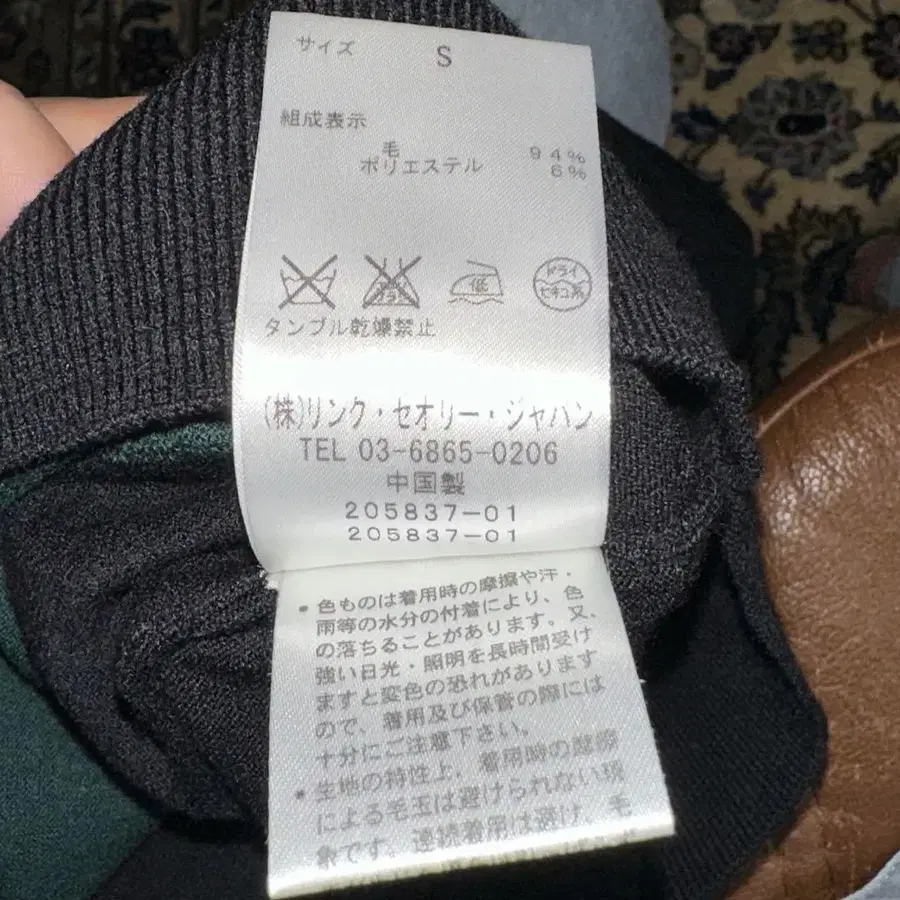 サイズ S
組成表示
毛 94%
ポリエステル 6%
低 ドライ
セキユ系
タンブル乾燥禁止
(株)リンク・セオリー・ジャパン
TEL 03-6865-0206
中国製
205837-01
205837-01
・色ものは着用時の摩擦や汗・
雨等の水分の付着により、色
の落ちることがあります。又、
強い日光・照明を長時間受け
ますと変色の恐れがあります
ので、着用及び保管の際には
十分にご注意下さい。
・生地の特性上、着用時の摩擦
による毛玉は避けられない現
象です。連続着用は避け、毛